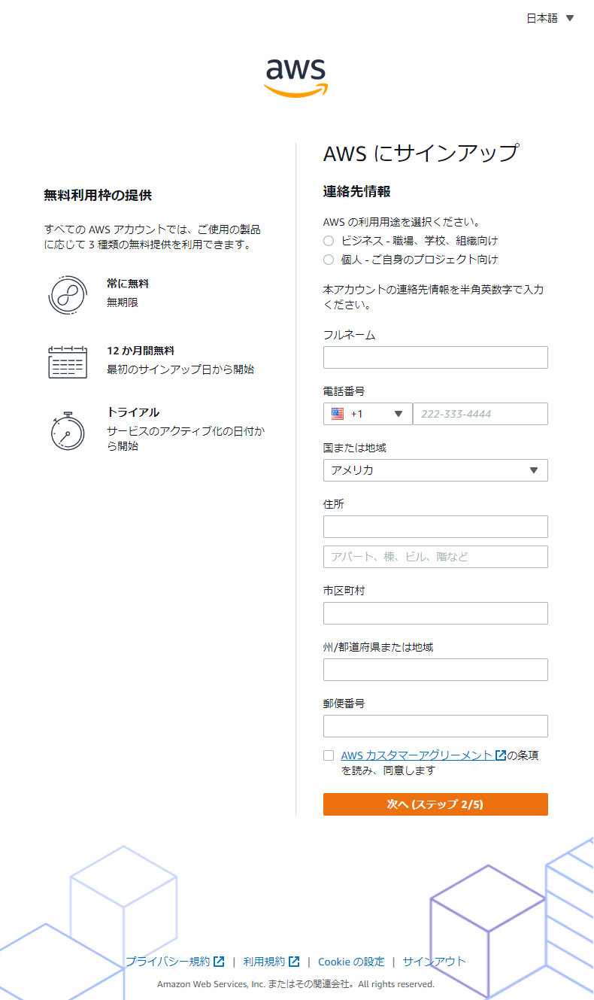 日本語
aws
無料利用枠の提供
すべての AWS アカウントでは、ご使用の製品
に応じて 3 種類の無料提供を利用できます。
常に無料
無期限
12 か月間無料
最初のサインアップ日から開始
トライアル
サービスのアクティブ化の日付か
ら開始
AWS にサインアップ
連絡先情報
AWS の利用用途を選択ください。
ビジネス - 職場、学校、組織向け
個人 - ご自身のプロジェクト向け
本アカウントの連絡先情報を半角英数字で入力
ください。
フルネーム
電話番号
+1
222-333-4444
国または地域
アメリカ
住所
アパート、棟、ビル、階など
市区町村
州/都道府県または地域
郵便番号
AWS カスタマーアグリーメント の条項
を読み、同意します
次へ (ステップ 2/5)
プライバシー規約 | 利用規約 | Cookie の設定 | サインアウト
Amazon Web Services, Inc. またはその関連会社。All rights reserved.